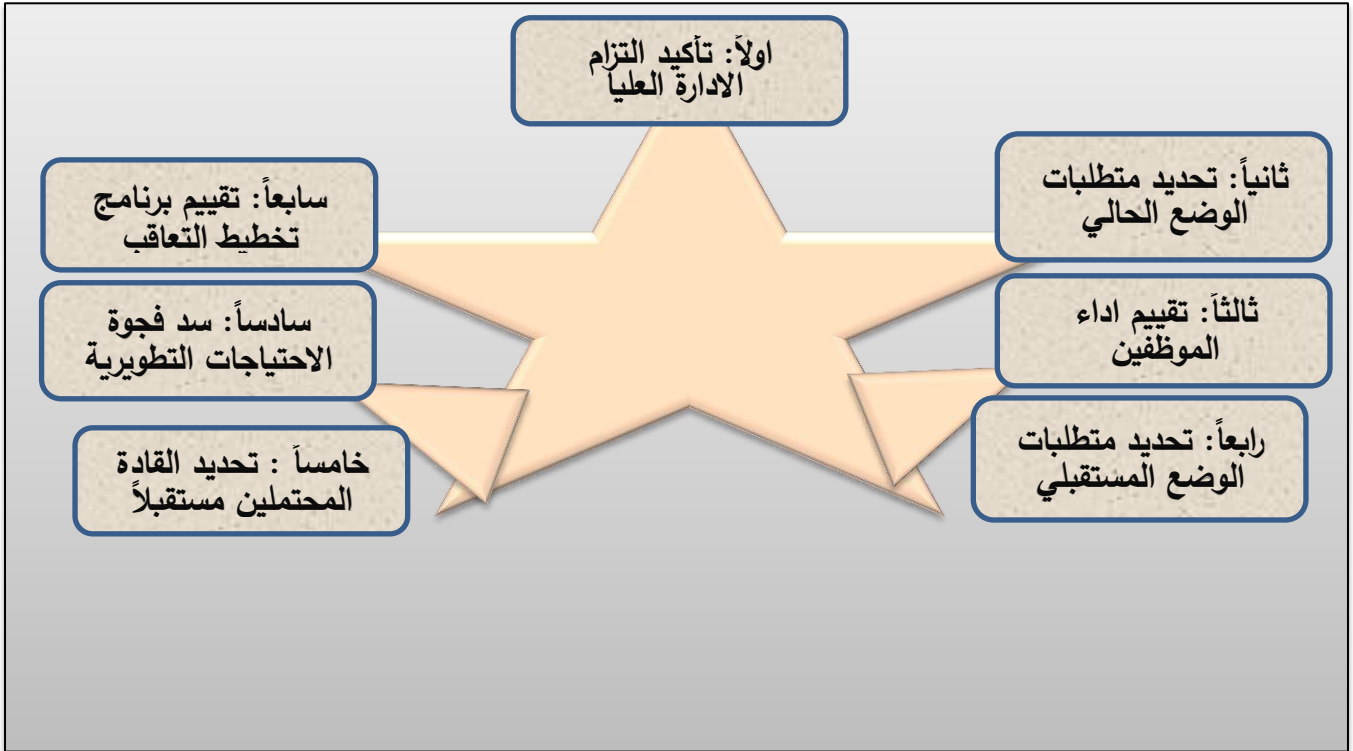 اولاً: تأكيد التزام
الادارة العليا
ثانياً: تحديد متطلبات
الوضع الحالي
ثالثاً: تقييم اداء
الموظفين
رابعاً: تحديد متطلبات
الوضع المستقبلي
خامساً : تحديد القادة
المحتملين مستقبلاً
سادساً: سد فجوة
الاحتياجات التطويرية
سابعاً: تقييم برنامج
تخطيط التعاقب